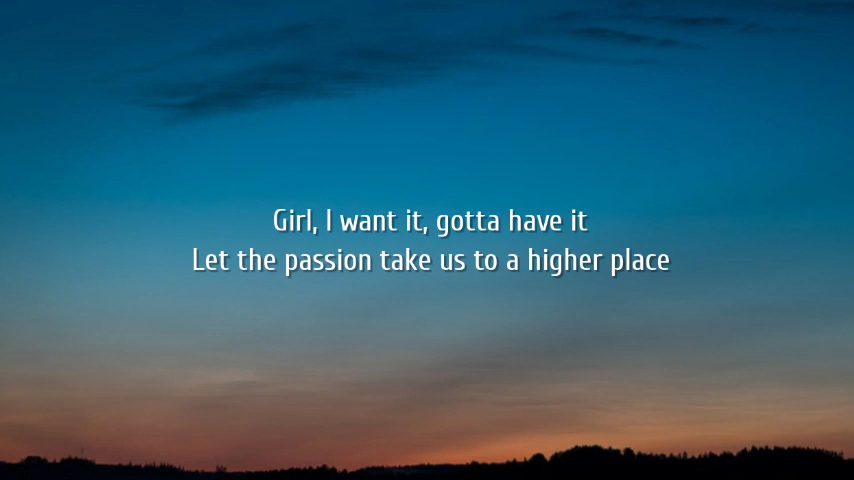 Girl, I want it, gotta have it
Let the passion take us to a higher place